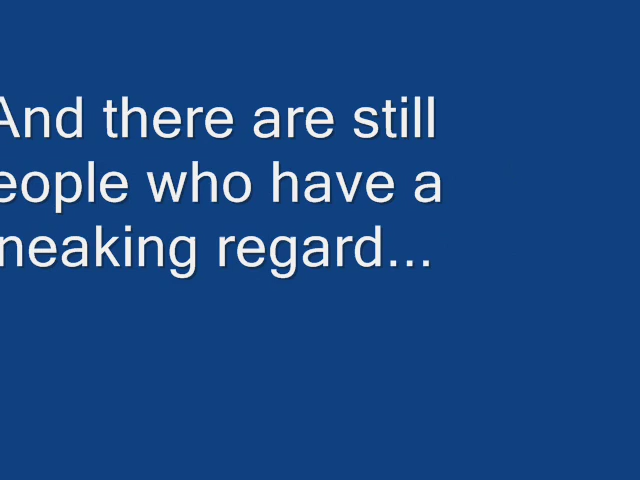 And there are still
eople who have a
neaking regard...